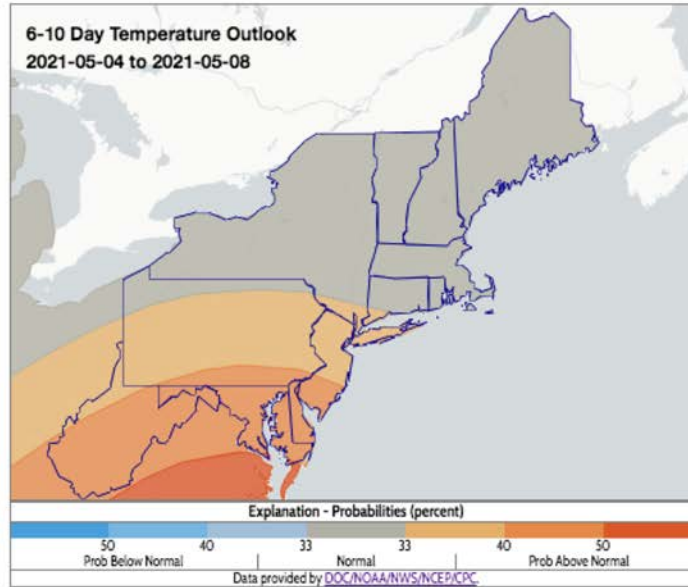 6-10 Day Temperature Outlook
2021-05-04 to 2021-05-08
Explanation - Probabilities (percent)
50 40 33 33 40 50
Prob Below Normal | Normal | Prob Above Normal
Data provided by DOC/NOAA/NWS/NCEP/CPC